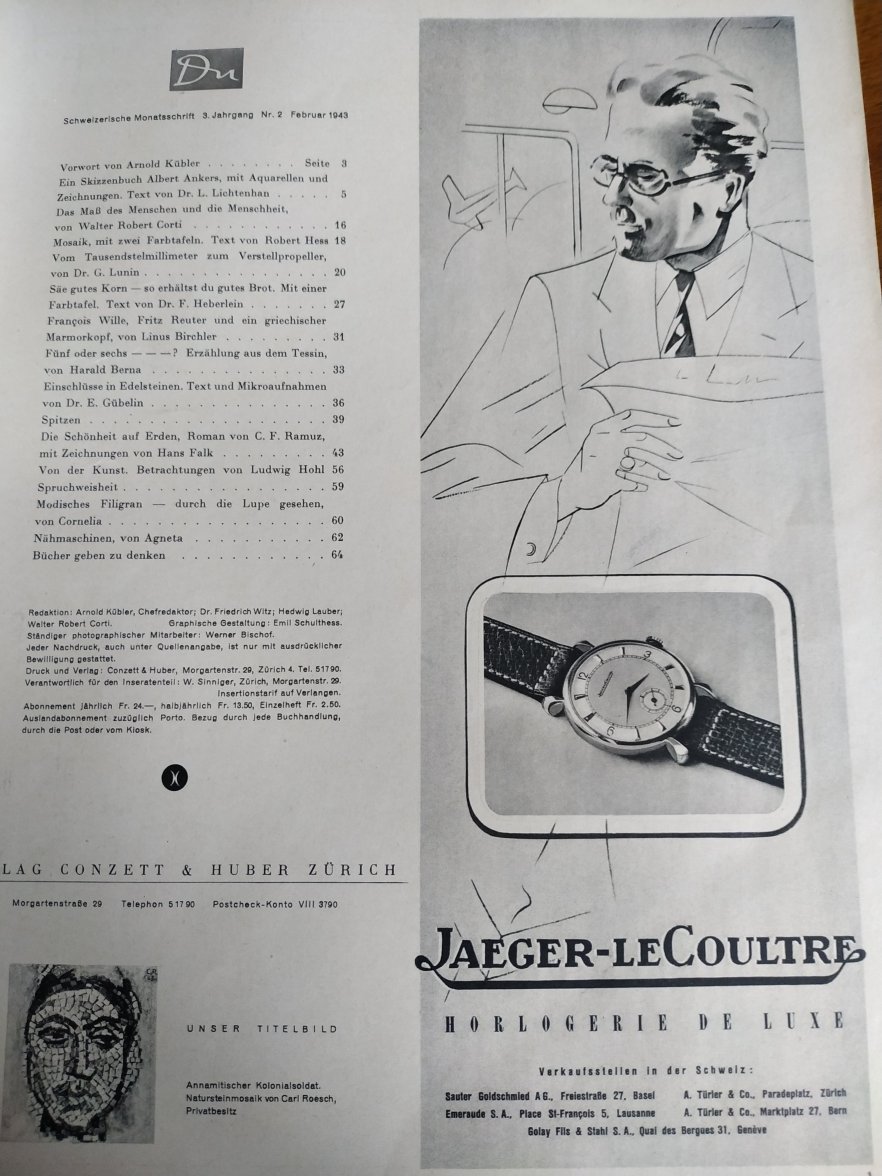 Du
Schweizerische Monatsschrift 3. Jahrgang Nr. 2 Februar 1943
Vorwort von Arnold Kübler . . . . . . . . Seite 3
Ein Skizzenbuch Albert Ankers, mit Aquarellen und
Zeichnungen. Text von Dr. L. Lichtenhan . . . . . 5
Das Maß des Menschen und die Menschheit,
von Walter Robert Corti . . . . . . . . . . . . 16
Mosaik, mit zwei Farbtafeln. Text von Robert Hess 18
Vom Tausendstelmillimeter zum Verstellpropeller,
von Dr. G. Lunin . . . . . . . . . . . . . . . . 20
Säe gutes Korn — so erhältst du gutes Brot. Mit einer
Farbtafel. Text von Dr. F. Heberlein . . . . . . . 27
François Wille, Fritz Reuter und ein griechischer
Marmorkopf, von Linus Birchler . . . . . . . . . 31
Fünf oder sechs — — —? Erzählung aus dem Tessin,
von Harald Berna . . . . . . . . . . . . . . . 33
Einschlüsse in Edelsteinen. Text und Mikroaufnahmen
von Dr. E. Gübelin . . . . . . . . . . . . . . . 36
Spitzen . . . . . . . . . . . . . . . . . . . . 39
Die Schönheit auf Erden, Roman von C. F. Ramuz,
mit Zeichnungen von Hans Falk . . . . . . . . . 43
Von der Kunst. Betrachtungen von Ludwig Hohl 56
Spruchweisheit . . . . . . . . . . . . . . . . . 59
Modisches Filigran — durch die Lupe gesehen,
von Cornelia . . . . . . . . . . . . . . . . . . 60
Nähmaschinen, von Agneta . . . . . . . . . . . 62
Bücher geben zu denken . . . . . . . . . . . . 64
Redaktion: Arnold Kübler, Chefredaktor; Dr. Friedrich Witz; Hedwig Lauber;
Walter Robert Corti. Graphische Gestaltung: Emil Schulthess.
Ständiger photographischer Mitarbeiter: Werner Bischof.
Jeder Nachdruck, auch unter Quellenangabe, ist nur mit ausdrücklicher
Bewilligung gestattet.
Druck und Verlag: Conzett & Huber, Morgartenstr. 29, Zürich 4. Tel. 51790.
Verantwortlich für den Inseratenteil: W. Sinniger, Zürich, Morgartenstr. 29.
Insertionstarif auf Verlangen.
Abonnement jährlich Fr. 24.—, halbjährlich Fr. 13.50, Einzelheft Fr. 2.50.
Auslandabonnement zuzüglich Porto. Bezug durch jede Buchhandlung,
durch die Post oder vom Kiosk.
LAG CONZETT & HUBER ZÜRICH
Morgartenstraße 29 Telephon 51790 Postcheck-Konto VIII 3790
UNSER TITELBILD
Annamitischer Kolonialsoldat.
Natursteinmosaik von Carl Roesch,
Privatbesitz
12 3 9
JAEGER-LECOULTRE
HORLOGERIE DE LUXE
Verkaufsstellen in der Schweiz:
Sauter Goldschmied AG., Freiestraße 27, Basel A. Türler & Co., Paradeplatz, Zürich
Emeraude S.A., Place St-François 5, Lausanne A. Türler & Co., Marktplatz 27, Bern
Golay Fils & Stahl S.A., Quai des Bergues 31, Genève